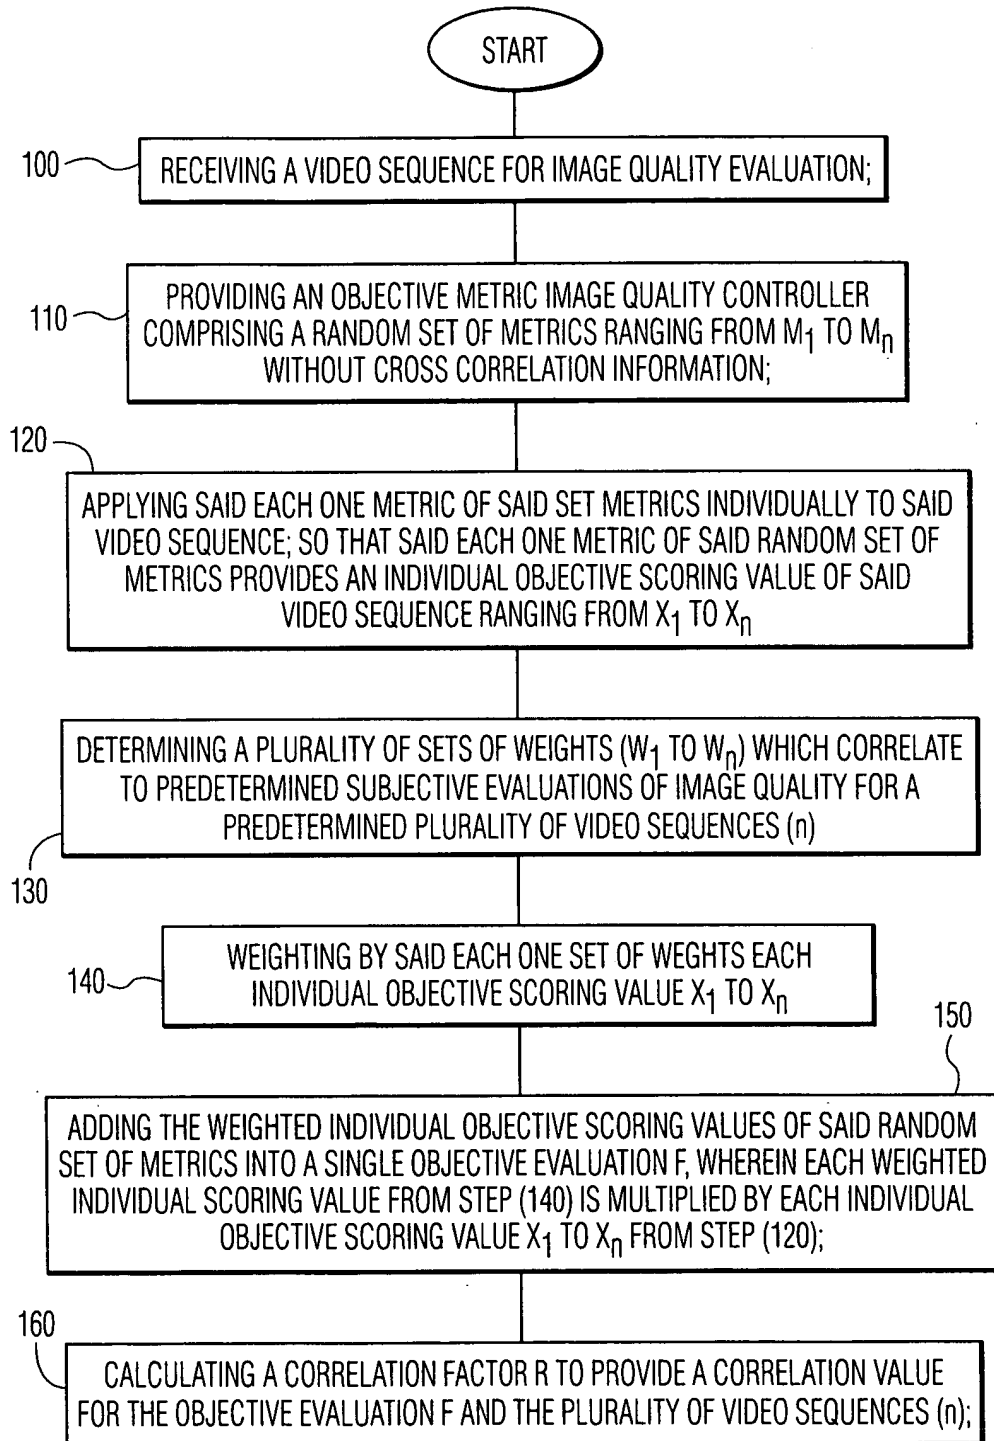 START
100
RECEIVING A VIDEO SEQUENCE FOR IMAGE QUALITY EVALUATION;
110
PROVIDING AN OBJECTIVE METRIC IMAGE QUALITY CONTROLLER
COMPRISING A RANDOM SET OF METRICS RANGING FROM M1 TO Mn
WITHOUT CROSS CORRELATION INFORMATION;
120
APPLYING SAID EACH ONE METRIC OF SAID SET METRICS INDIVIDUALLY TO SAID
VIDEO SEQUENCE; SO THAT SAID EACH ONE METRIC OF SAID RANDOM SET OF
METRICS PROVIDES AN INDIVIDUAL OBJECTIVE SCORING VALUE OF SAID
VIDEO SEQUENCE RANGING FROM X1 TO Xn
DETERMINING A PLURALITY OF SETS OF WEIGHTS (W1 TO Wn) WHICH CORRELATE
TO PREDETERMINED SUBJECTIVE EVALUATIONS OF IMAGE QUALITY FOR A
PREDETERMINED PLURALITY OF VIDEO SEQUENCES (n)
130
WEIGHTING BY SAID EACH ONE SET OF WEGHTS EACH
INDIVIDUAL OBJECTIVE SCORING VALUE X1 TO Xn
140
150
ADDING THE WEIGHTED INDIVIDUAL OBJECTIVE SCORING VALUES OF SAID RANDOM
SET OF METRICS INTO A SINGLE OBJECTIVE EVALUATION F, WHEREIN EACH WEIGHTED
INDIVIDUAL SCORING VALUE FROM STEP (140) IS MULTIPLIED BY EACH INDIVIDUAL
OBJECTIVE SCORING VALUE X1 TO Xn FROM STEP (120);
160
CALCULATING A CORRELATION FACTOR R TO PROVIDE A CORRELATION VALUE
FOR THE OBJECTIVE EVALUATION F AND THE PLURALITY OF VIDEO SEQUENCES (n);